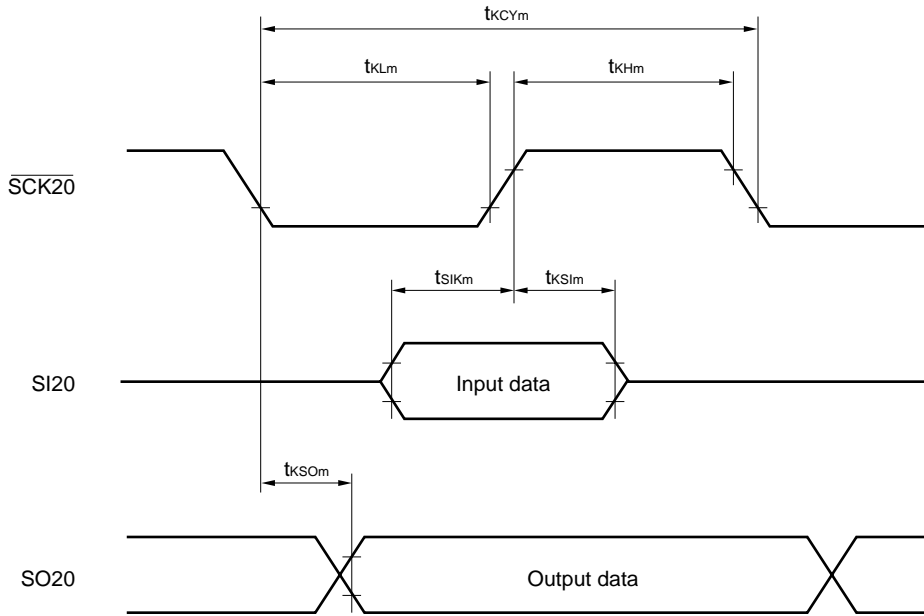 tKCYm
tKLm
tKHm
SCK20
tSIKm
tKSIm
SI20
Input data
tKSOm
SO20
Output data